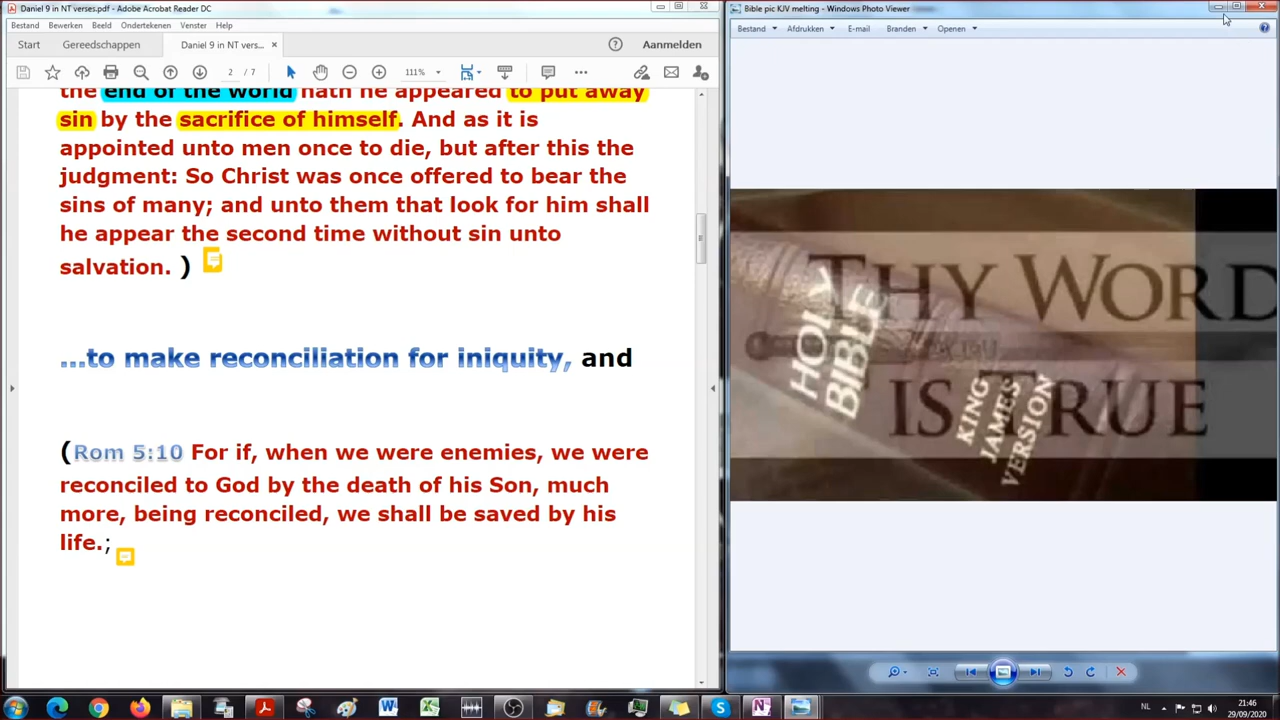 Daniel 9 in NT verses.pdf - Adobe Acrobat Reader DC
Bestand Bewerken Beeld Ondertekenen Venster Help
Start Gereedschappen Daniel 9 in NT vers... × Aanmelden
2 / 7 111%
the end of the world hath he appeared to put away
sin by the sacrifice of himself. And as it is
appointed unto men once to die, but after this the
judgment: So Christ was once offered to bear the
sins of many; and unto them that look for him shall
he appear the second time without sin unto
salvation. )
...to make reconciliation for iniquity, and
(Rom 5:10 For if, when we were enemies, we were
reconciled to God by the death of his Son, much
more, being reconciled, we shall be saved by his
life.;
Bible pic KJV melting - Windows Photo Viewer
Bestand Afdrukken E-mail Branden Openen
THY WORD
IS TRUE
HOLY
BIBLE
KING
JAMES
VERSION
NL
21:46
29/09/2020